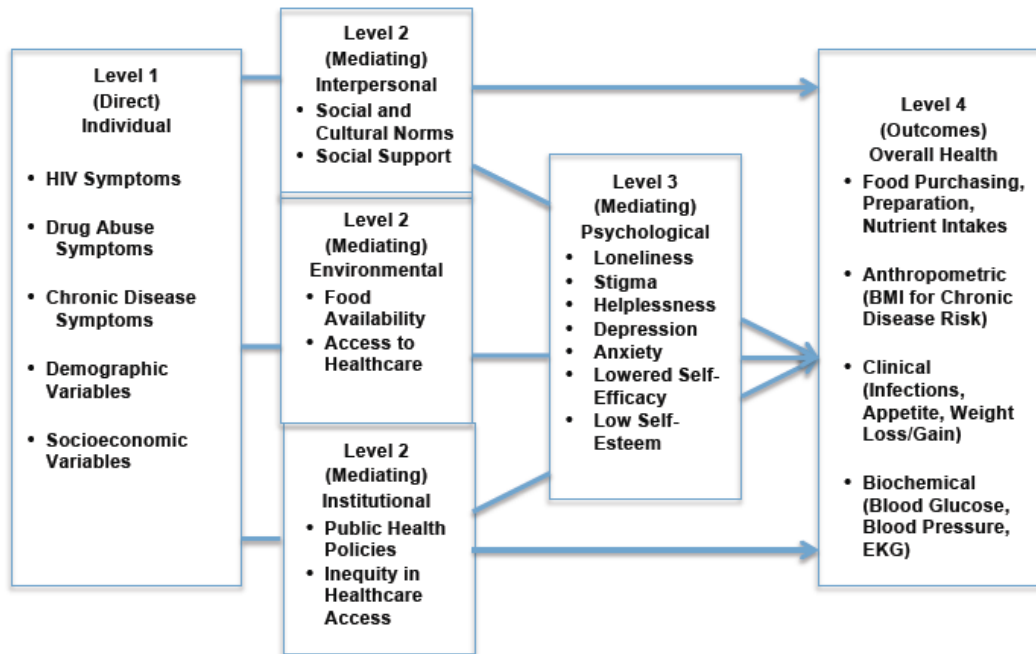 Level 1
(Direct)
Individual
• HIV Symptoms
• Drug Abuse
Symptoms
• Chronic Disease
Symptoms
• Demographic
Variables
• Socioeconomic
Variables
Level 2
(Mediating)
Interpersonal
• Social and
Cultural Norms
• Social Support
Level 2
(Mediating)
Environmental
• Food
Availability
• Access to
Healthcare
Level 2
(Mediating)
Institutional
• Public Health
Policies
• Inequity in
Healthcare
Access
Level 3
(Mediating)
Psychological
• Loneliness
• Stigma
• Helplessness
• Depression
• Anxiety
• Lowered Self-
Efficacy
• Low Self-
Esteem
Level 4
(Outcomes)
Overall Health
• Food Purchasing,
Preparation,
Nutrient Intakes
• Anthropometric
(BMI for Chronic
Disease Risk)
• Clinical
(Infections,
Appetite, Weight
Loss/Gain)
• Biochemical
(Blood Glucose,
Blood Pressure,
EKG)